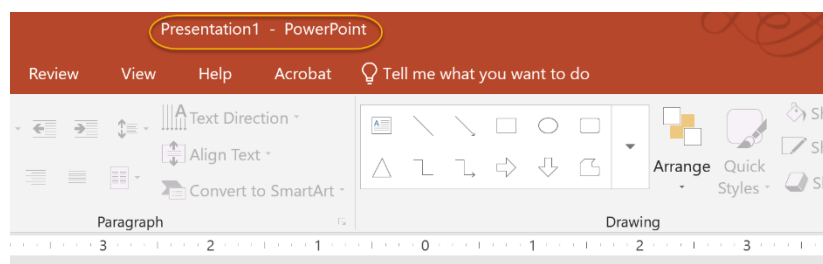 Presentation1 - PowerPoint
Review View Help Acrobat Tell me what you want to do
Text Direction
Align Text
Convert to SmartArt
Arrange
Quick
Styles
Paragraph
Drawing
3 2 1 0 1 2 3